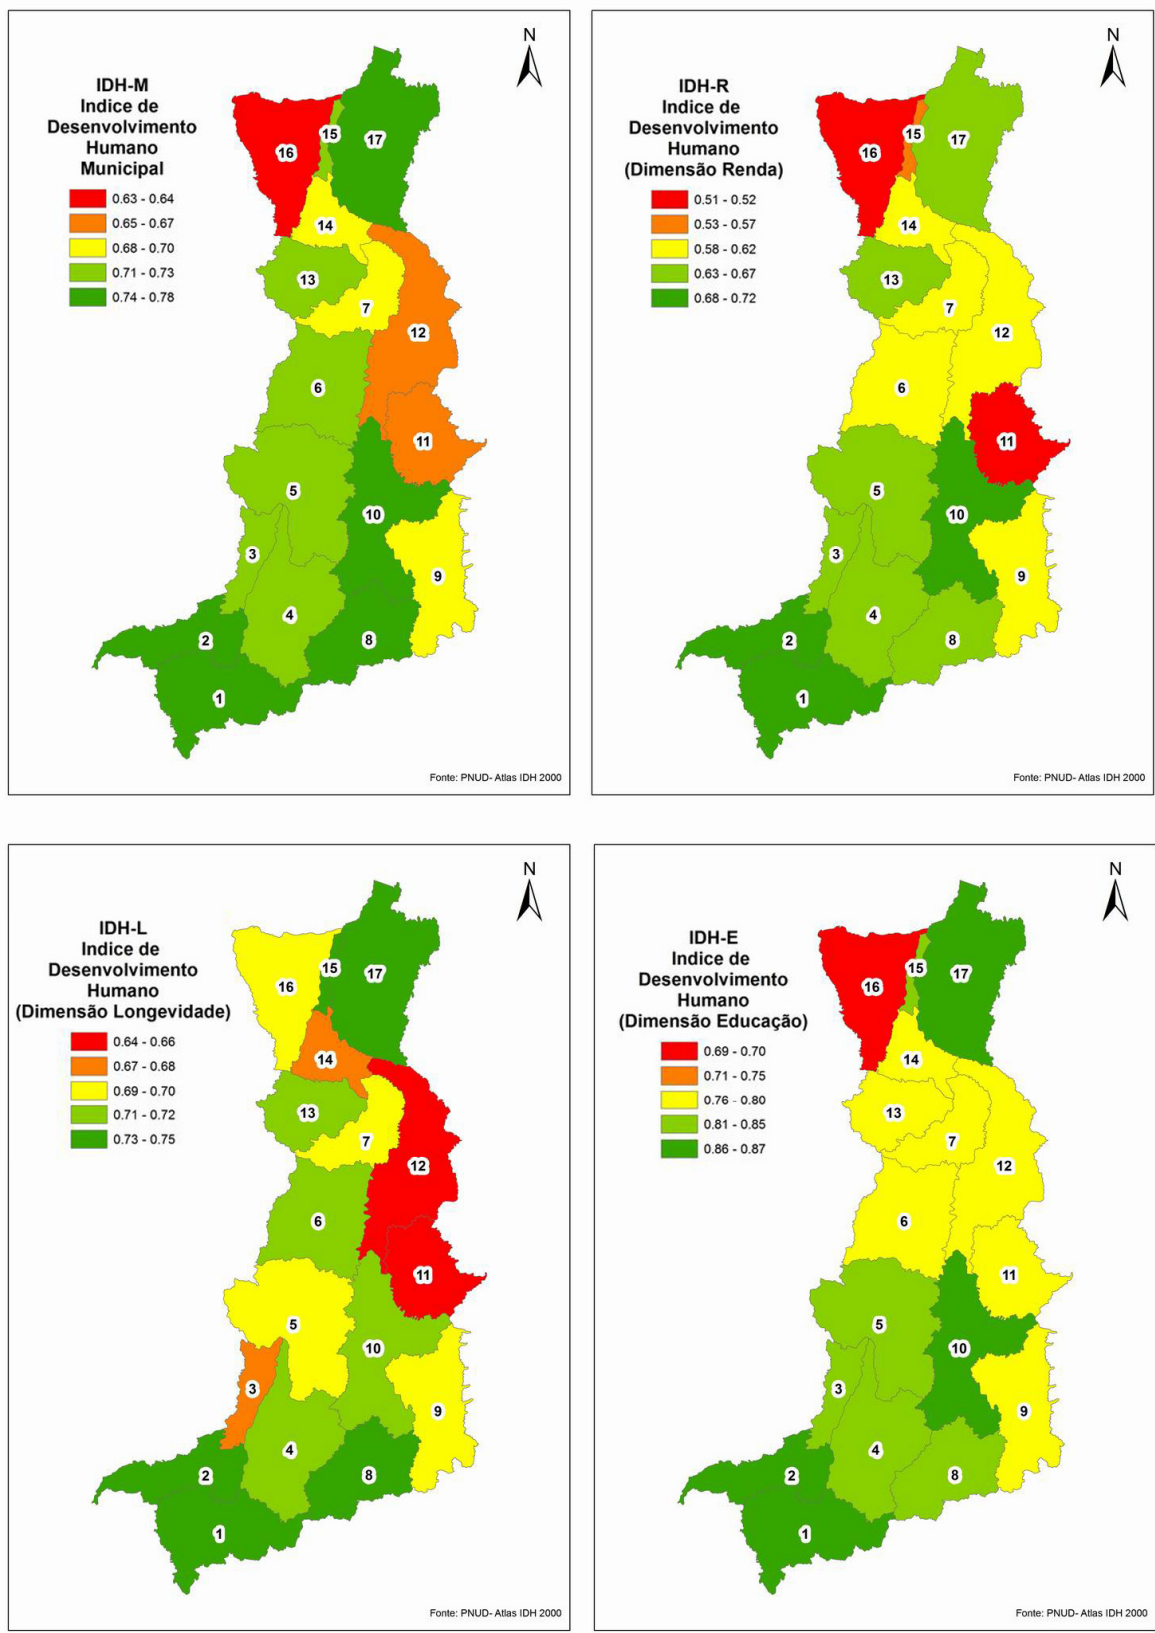 N
IDH-M
Indice de
Desenvolvimento
Humano
Municipal
0.63 - 0.64
0.65 - 0.67
0.68 - 0.70
0.71 - 0.73
0.74 - 0.78
16
15
17
14
13
7
12
6
11
5
10
3
9
4
2
8
1
Fonte: PNUD- Atlas IDH 2000
N
IDH-R
Indice de
Desenvolvimento
Humano
(Dimensão Renda)
0.51 - 0.52
0.53 - 0.57
0.58 - 0.62
0.63 - 0.67
0.68 - 0.72
16
15
17
14
13
7
12
6
11
5
10
3
9
4
2
8
1
Fonte: PNUD- Atlas IDH 2000
N
IDH-L
Indice de
Desenvolvimento
Humano
(Dimensão Longevidade)
0.64 - 0.66
0.67 - 0.68
0.69 - 0.70
0.71 - 0.72
0.73 - 0.75
16
15
17
14
13
7
12
6
11
5
10
3
9
4
2
8
1
Fonte: PNUD- Atlas IDH 2000
N
IDH-E
Indice de
Desenvolvimento
Humano
(Dimensão Educação)
0.69 - 0.70
0.71 - 0.75
0.76 - 0.80
0.81 - 0.85
0.86 - 0.87
16
15
17
14
13
7
12
6
11
5
10
3
9
4
2
8
1
Fonte: PNUD- Atlas IDH 2000